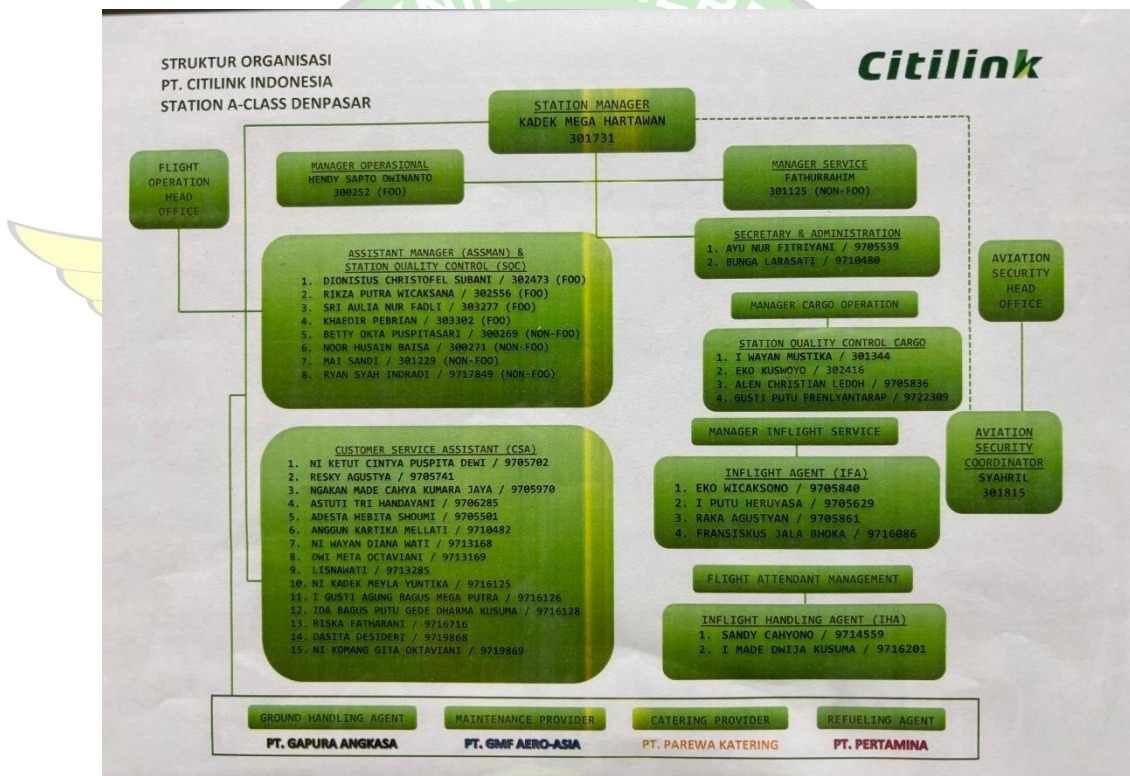 STRUKTUR ORGANISASI
PT. CITILINK INDONESIA
STATION A-CLASS DENPASAR
Citilink
STATION MANAGER
KADEK MEGA HARTAWAN
301731
FLIGHT
OPERATION
HEAD
OFFICE
MANAGER OPERASIONAL
HENDY SAPTO DWINANTO
300252 (FOO)
MANAGER SERVICE
FATHURRAHIM
301125 (NON-FOO)
SECRETARY & ADMINISTRATION
1. AYU NUR FITRIYANI / 9705539
2. BUNGA LARASATI / 9710480
ASSISTANT MANAGER (ASSMAN) &
STATION QUALITY CONTROL (SQC)
1. DIONISIUS CHRISTOFEL SUBANI / 302473 (FOO)
2. RIKZA PUTRA WICAKSANA / 302556 (FOO)
3. SRI AULIA NUR FADLI / 303277 (FOO)
4. KHAEDIR PEBRIAN / 303302 (FOO)
5. BETTY OKTA PUSPITASARI / 300269 (NON-FOO)
6. NOOR HUSAIN BAISA / 300271 (NON-FOO)
7. MAI SANDI / 301229 (NON-FOO)
8. RYAN SYAH INDRADI / 9717849 (NON-FOO)
AVIATION
SECURITY
HEAD
OFFICE
MANAGER CARGO OPERATION
STATION QUALITY CONTROL CARGO
1. I WAYAN MUSTIKA / 301344
2. EKO KUSWOYO / 302416
3. ALEN CHRISTIAN LEDOH / 9705836
4. GUSTI PUTU FRENLYANTARAP / 9722309
MANAGER INFLIGHT SERVICE
AVIATION
SECURITY
COORDINATOR
SYAHRIL
301815
CUSTOMER SERVICE ASSISTANT (CSA)
1. NI KETUT CINTYA PUSPITA DEWI / 9705702
2. RESKY AGUSTYA / 9705741
3. NGAKAN MADE CAHYA KUMARA JAYA / 9705970
4. ASTUTI TRI HANDAYANI / 9706285
5. ADESTA HEBITA SHOUMI / 9705501
6. ANGGUN KARTIKA MELLATI / 9710482
7. NI WAYAN DIANA WATI / 9713168
8. DWI META OCTAVIANI / 9713169
9. LISNAWATI / 9713285
10. NI KADEK MEYLA YUNTIKA / 9716125
11. I GUSTI AGUNG BAGUS MEGA PUTRA / 9716126
12. IDA BAGUS PUTU GEDE DHARMA KUSUMA / 9716128
13. RISKA FATHARANI / 9716716
14. DASITA DESIDERI / 9719868
15. NI KOMANG GITA OKTAVIANI / 9719869
INFLIGHT AGENT (IFA)
1. EKO WICAKSONO / 9705840
2. I PUTU HERUYASA / 9705629
3. RAKA AGUSTYAN / 9705861
4. FRANSISKUS JALA BHOKA / 9716086
FLIGHT ATTENDANT MANAGEMENT
INFLIGHT HANDLING AGENT (IHA)
1. SANDY CAHYONO / 9714559
2. I MADE DWIJA KUSUMA / 9716201
GROUND HANDLING AGENT
MAINTENANCE PROVIDER
CATERING PROVIDER
REFUELING AGENT
PT. GAPURA ANGKASA
PT. GMF AERO-ASIA
PT. PAREWA KATERING
PT. PERTAMINA